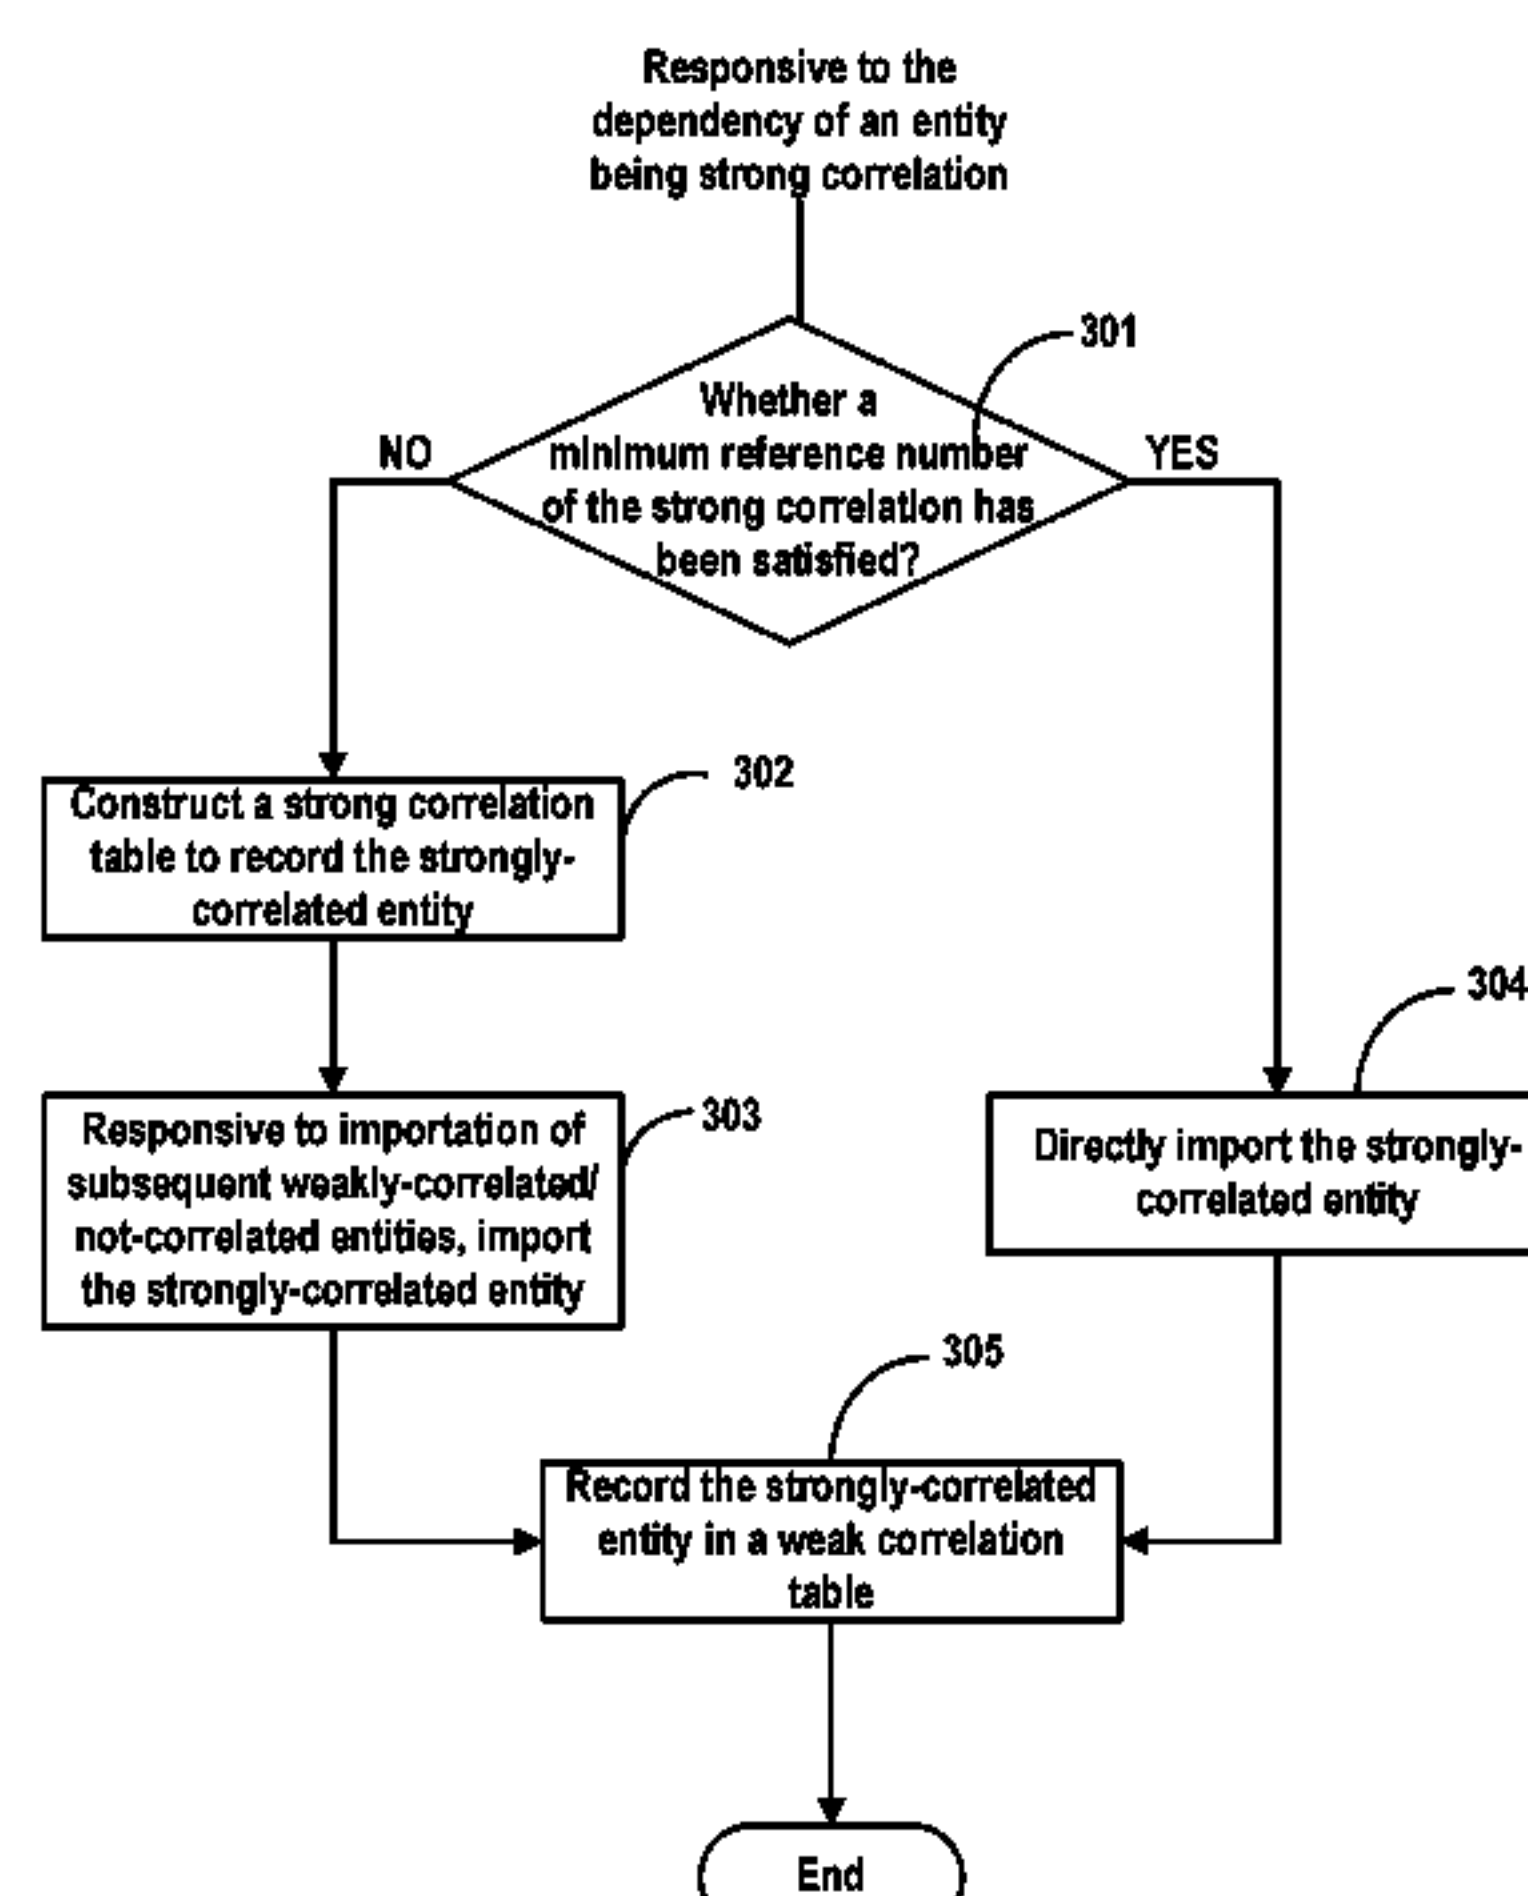 Responsive to the
dependency of an entity
being strong correlation
301
Whether a
minimum reference number
of the strong correlation has
been satisfied?
NO
YES
302
Construct a strong correlation
table to record the strongly-
correlated entity
304
303
Responsive to importation of
subsequent weakly-correlated/
not-correlated entities, import
the strongly-correlated entity
Directly import the strongly-
correlated entity
305
Record the strongly-correlated
entity in a weak correlation
table
End